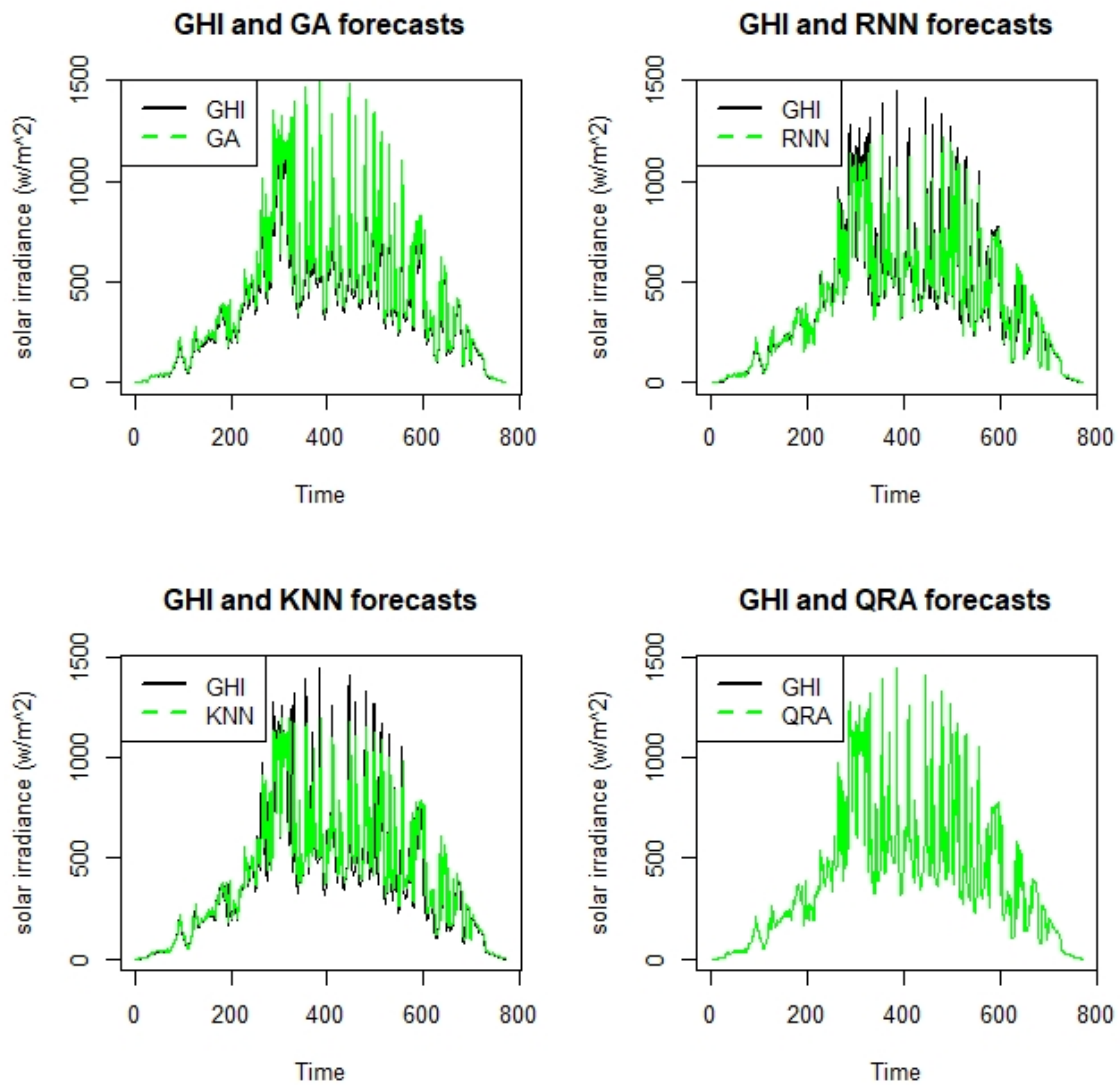 GHI and GA forecasts
solar irradiance (w/m^2)
1500
1000
500
0
GHI
GA
0 200 400 600 800
Time
GHI and RNN forecasts
solar irradiance (w/m^2)
1500
1000
500
0
GHI
RNN
0 200 400 600 800
Time
GHI and KNN forecasts
solar irradiance (w/m^2)
1500
1000
500
0
GHI
KNN
0 200 400 600 800
Time
GHI and QRA forecasts
solar irradiance (w/m^2)
1500
1000
500
0
GHI
QRA
0 200 400 600 800
Time